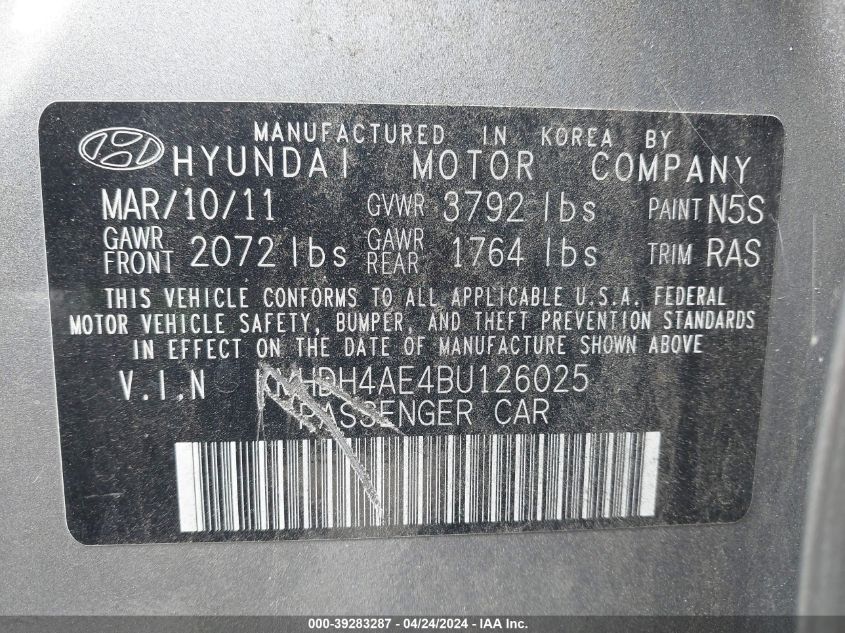 MANUFACTURED IN KOREA BY
HYUNDAI MOTOR COMPANY
MAR/10/11 GVWR 3792 lbs PAINT N5S
GAWR FRONT 2072 lbs GAWR REAR 1764 lbs TRIM RAS
THIS VEHICLE CONFORMS TO ALL APPLICABLE U.S.A. FEDERAL
MOTOR VEHICLE SAFETY, BUMPER, AND THEFT PREVENTION STANDARDS
IN EFFECT ON THE DATE OF MANUFACTURE SHOWN ABOVE
V.I.N KMHDH4AE4BU126025
PASSENGER CAR
000-39283287 - 04/24/2024 - IAA Inc.